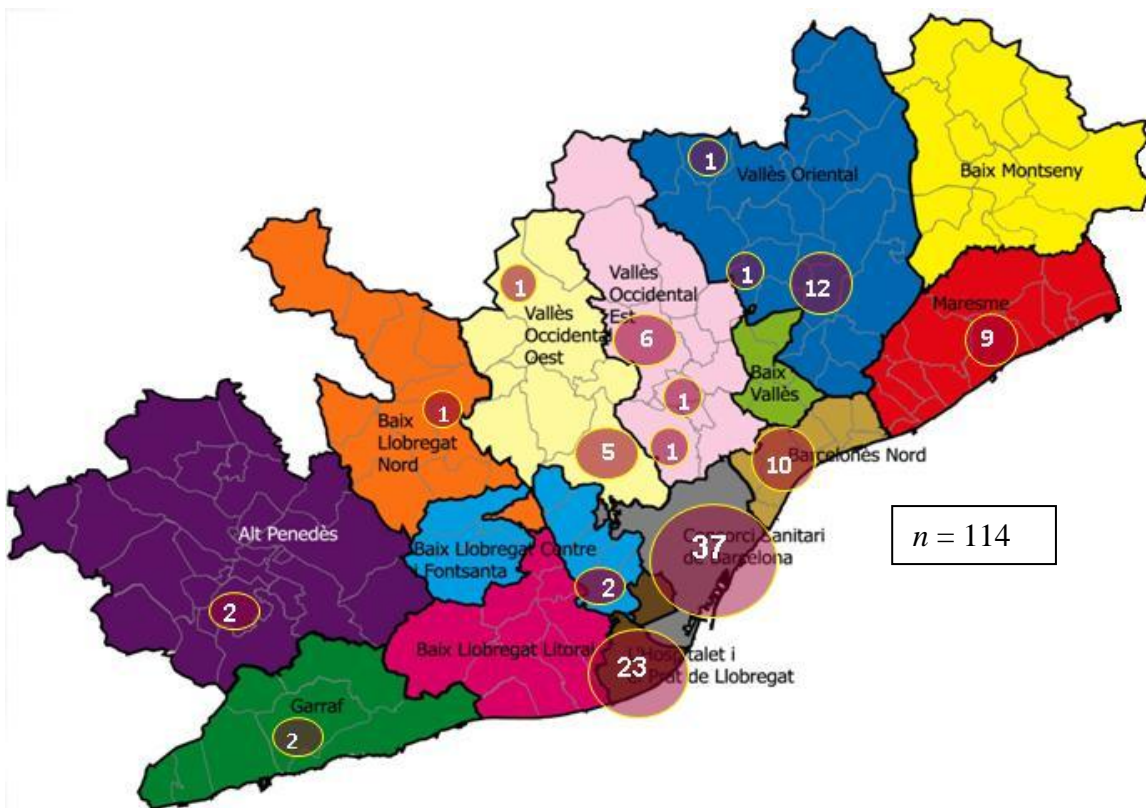 1
Vallès Oriental
Baix Montseny
1
12
1
Vallès
Occidental
Est
Vallès
Occidental
Oest
6
Maresme
9
Baix
Vallès
1
1
Baix
Llobregat
Nord
5
1
10
Barcelonès Nord
Alt Penedès
Baix Llobregat Centre
i Fontsanta
37
Consorci Sanitari
de Barcelona
n = 114
2
2
Baix Llobregat Litoral
23
L'Hospitalet i
Prat de Llobregat
Garraf
2